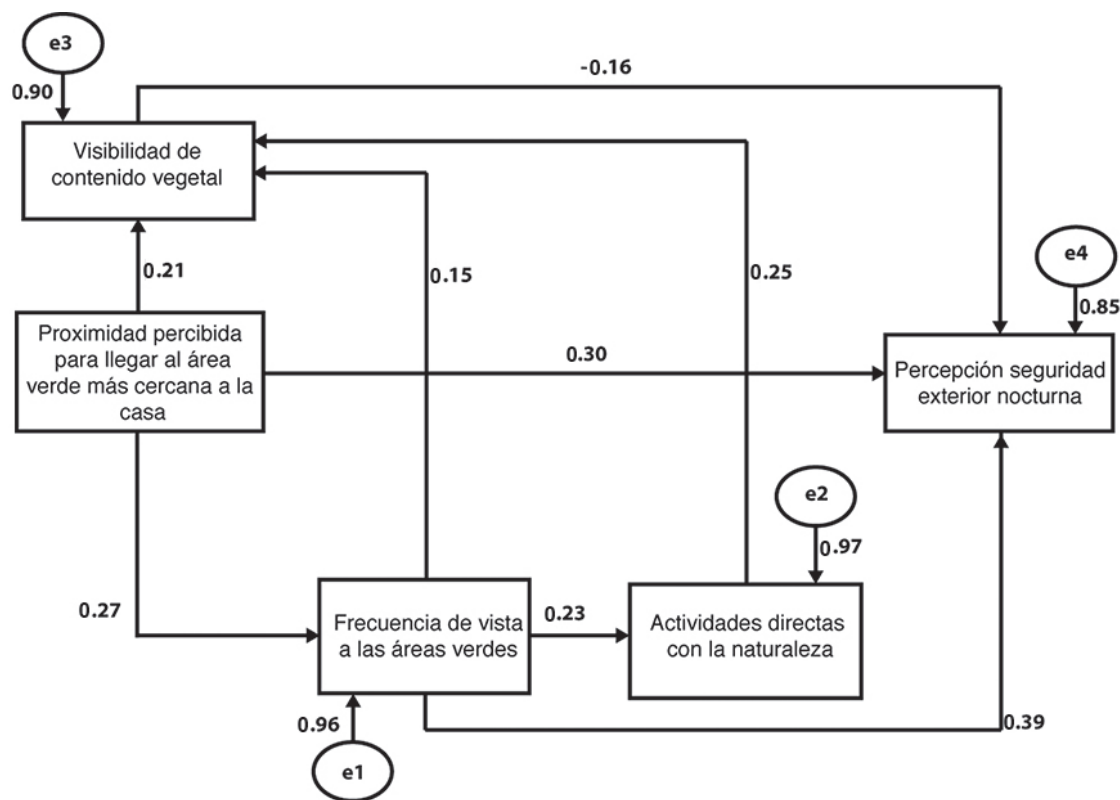 e3
0.90
-0.16
Visibilidad de
contenido vegetal
0.21
0.15
0.25
e4
0.85
Proximidad percibida
para llegar al área
verde más cercana a la
casa
0.30
Percepción seguridad
exterior nocturna
e2
0.97
0.27
Frecuencia de vista
a las áreas verdes
0.23
Actividades directas
con la naturaleza
0.96
e1
0.39